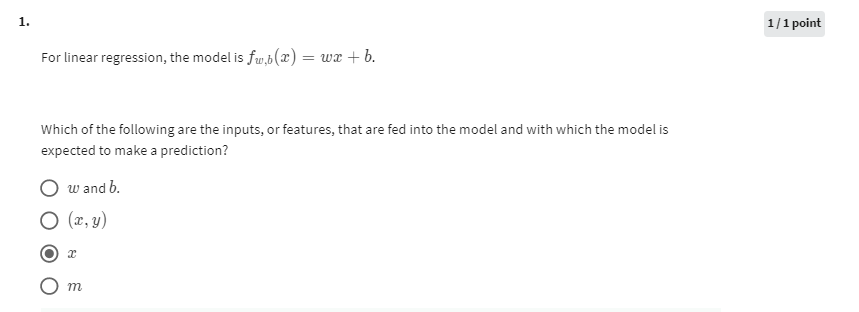 1.
1 / 1 point
For linear regression, the model is f_{w,b}(x) = wx + b.
Which of the following are the inputs, or features, that are fed into the model and with which the model is
expected to make a prediction?
w and b.
(x, y)
x
m